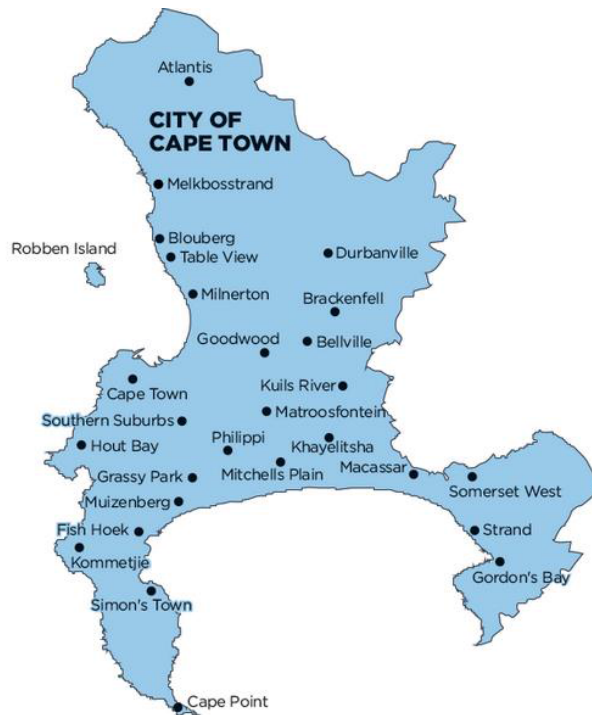 Atlantis
CITY OF
CAPE TOWN
Melkbosstrand
Blouberg
Robben Island
Table View
Durbanville
Milnerton
Brackenfell
Goodwood
Bellville
Cape Town
Kuils River
Southern Suburbs
Matroosfontein
Hout Bay
Philippi
Khayelitsha
Grassy Park
Mitchells Plain
Macassar
Somerset West
Muizenberg
Fish Hoek
Strand
Kommetjie
Gordon's Bay
Simon's Town
Cape Point